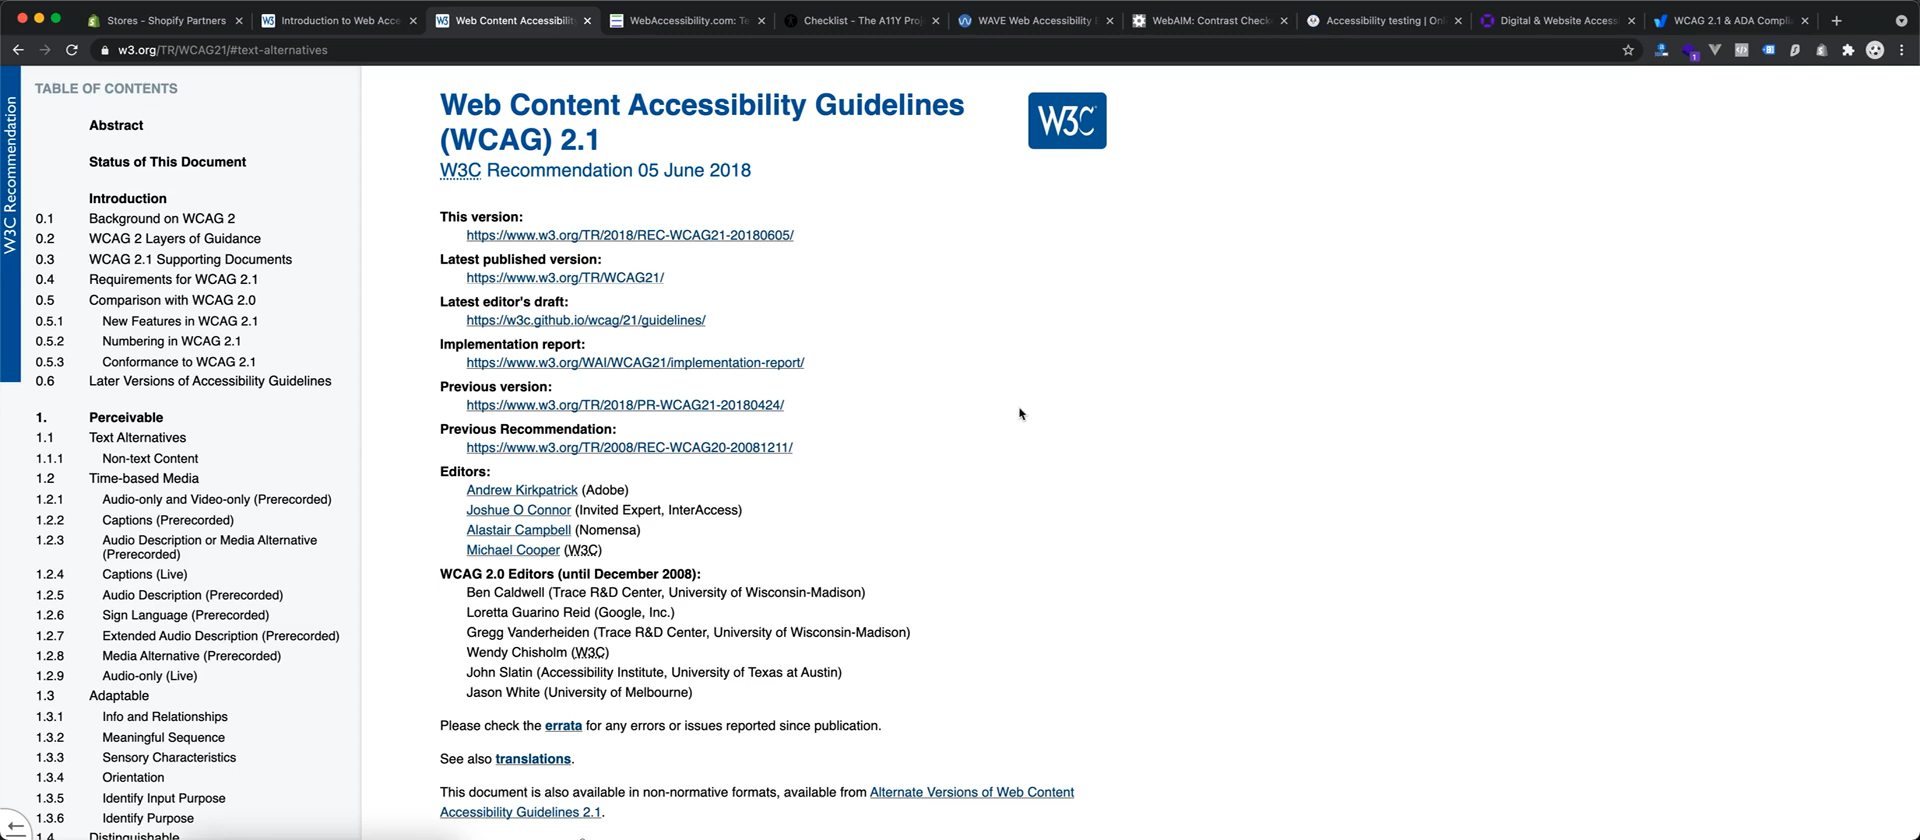 Stores - Shopify Partners
Introduction to Web Acce
Web Content Accessibility
WebAccessibility.com: Te
Checklist - The A11Y Proj
WAVE Web Accessibility E
WebAIM: Contrast Check
Accessibility testing | Onl
Digital & Website Access
WCAG 2.1 & ADA Compli
w3.org/TR/WCAG21/#text-alternatives
1
W3C Recommendation
TABLE OF CONTENTS
Abstract
Status of This Document
Introduction
0.1 Background on WCAG 2
0.2 WCAG 2 Layers of Guidance
0.3 WCAG 2.1 Supporting Documents
0.4 Requirements for WCAG 2.1
0.5 Comparison with WCAG 2.0
0.5.1 New Features in WCAG 2.1
0.5.2 Numbering in WCAG 2.1
0.5.3 Conformance to WCAG 2.1
0.6 Later Versions of Accessibility Guidelines
1. Perceivable
1.1 Text Alternatives
1.1.1 Non-text Content
1.2 Time-based Media
1.2.1 Audio-only and Video-only (Prerecorded)
1.2.2 Captions (Prerecorded)
1.2.3 Audio Description or Media Alternative
(Prerecorded)
1.2.4 Captions (Live)
1.2.5 Audio Description (Prerecorded)
1.2.6 Sign Language (Prerecorded)
1.2.7 Extended Audio Description (Prerecorded)
1.2.8 Media Alternative (Prerecorded)
1.2.9 Audio-only (Live)
1.3 Adaptable
1.3.1 Info and Relationships
1.3.2 Meaningful Sequence
1.3.3 Sensory Characteristics
1.3.4 Orientation
1.3.5 Identify Input Purpose
1.3.6 Identify Purpose
1.4 Distinguishable
Web Content Accessibility Guidelines
(WCAG) 2.1
W3C
W3C Recommendation 05 June 2018
This version:
https://www.w3.org/TR/2018/REC-WCAG21-20180605/
Latest published version:
https://www.w3.org/TR/WCAG21/
Latest editor's draft:
https://w3c.github.io/wcag/21/guidelines/
Implementation report:
https://www.w3.org/WAI/WCAG21/implementation-report/
Previous version:
https://www.w3.org/TR/2018/PR-WCAG21-20180424/
Previous Recommendation:
https://www.w3.org/TR/2008/REC-WCAG20-20081211/
Editors:
Andrew Kirkpatrick (Adobe)
Joshue O Connor (Invited Expert, InterAccess)
Alastair Campbell (Nomensa)
Michael Cooper (W3C)
WCAG 2.0 Editors (until December 2008):
Ben Caldwell (Trace R&D Center, University of Wisconsin-Madison)
Loretta Guarino Reid (Google, Inc.)
Gregg Vanderheiden (Trace R&D Center, University of Wisconsin-Madison)
Wendy Chisholm (W3C)
John Slatin (Accessibility Institute, University of Texas at Austin)
Jason White (University of Melbourne)
Please check the errata for any errors or issues reported since publication.
See also translations.
This document is also available in non-normative formats, available from Alternate Versions of Web Content
Accessibility Guidelines 2.1.